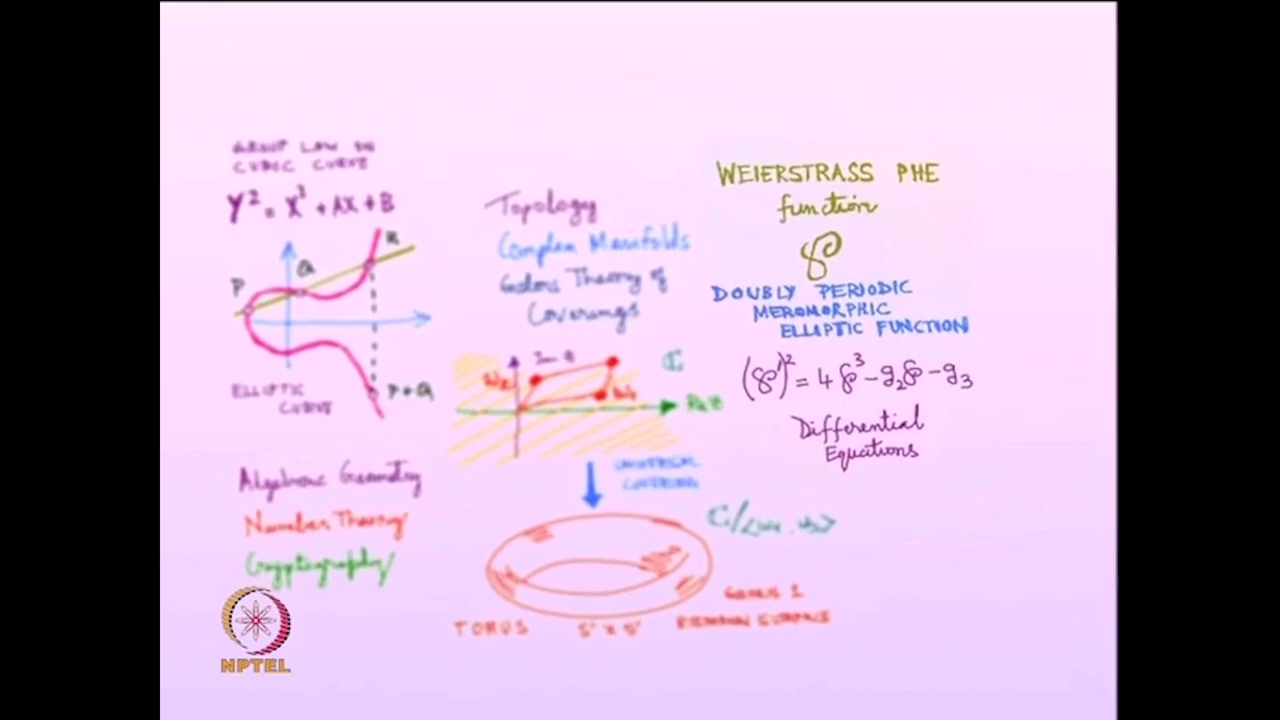 GROUP LAW ON
CUBIC CURVE
Y² = X³ + AX + B
R
Q
P
P+Q
ELLIPTIC
CURVE
Algebraic Geometry
Number Theory
Cryptography
NPTEL
Topology
Complex Manifolds
Galois Theory of
Coverings
ℂ
UNIVERSAL
COVERING
TORUS S¹ x S¹
GENUS 1
RIEMANN SURFACE
WEIERSTRASS PHE
function
℘
DOUBLY PERIODIC
MEROMORPHIC
ELLIPTIC FUNCTION
(℘')² = 4℘³ - g₂℘ - g₃
Differential
Equations